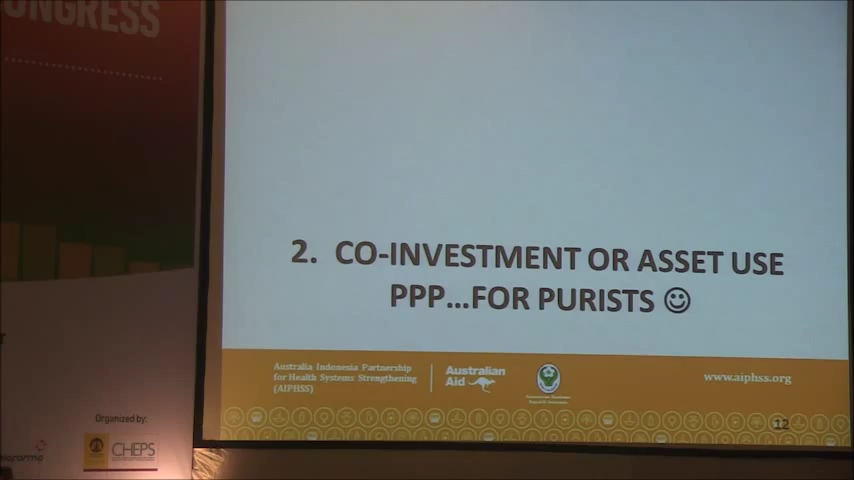 CONGRESS
2. CO-INVESTMENT OR ASSET USE
PPP...FOR PURISTS ☺
Australia Indonesia Partnership
for Health Systems Strengthening
(AIPHSS)
Australian
Aid
www.aiphss.org
12
Organized by:
CHEPS